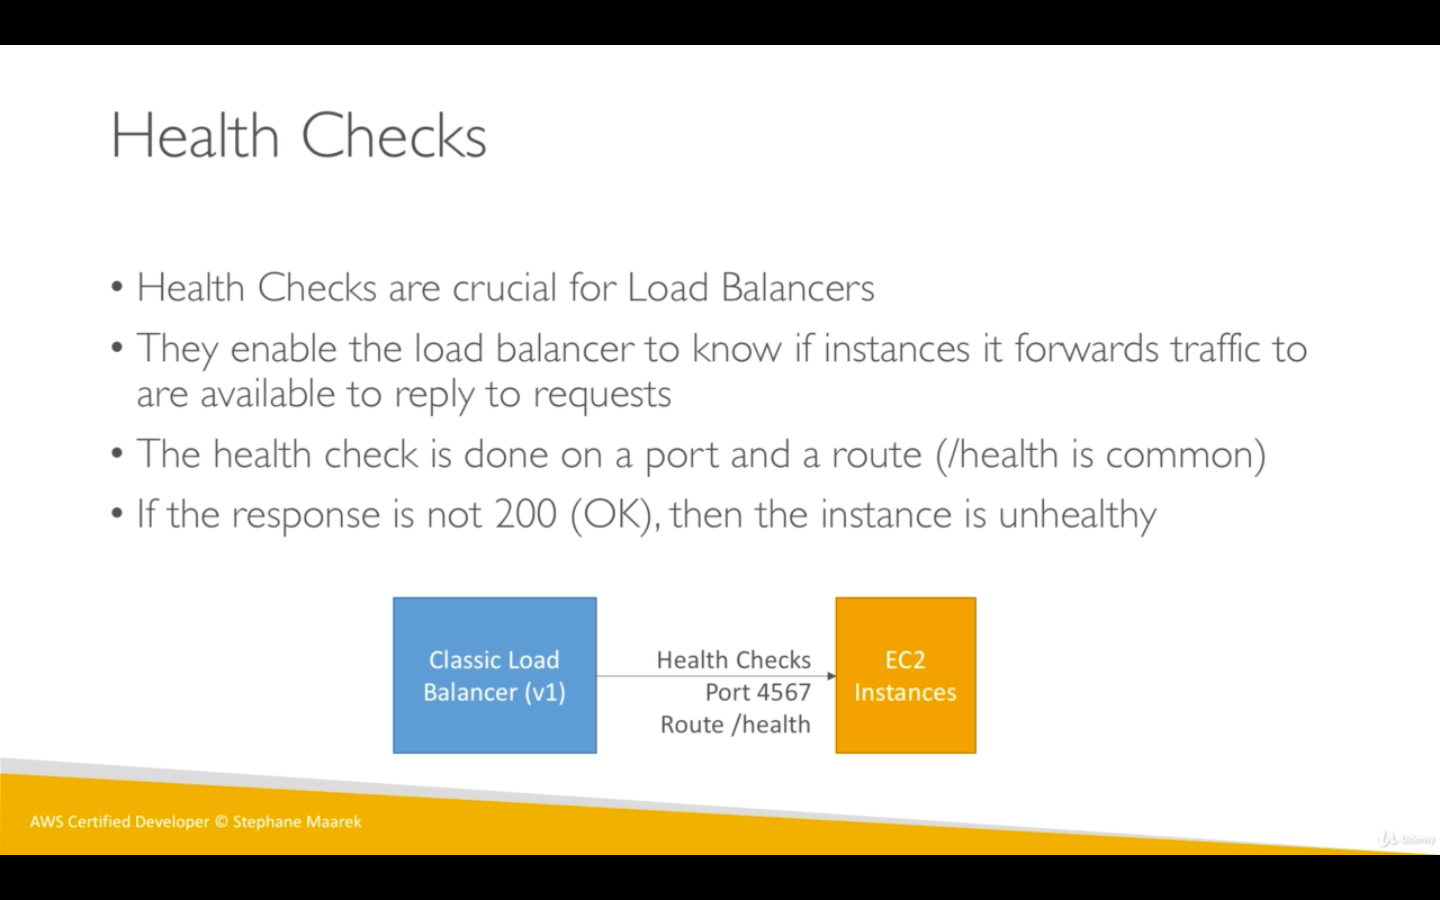 Health Checks
• Health Checks are crucial for Load Balancers
• They enable the load balancer to know if instances it forwards traffic to
are available to reply to requests
• The health check is done on a port and a route (/health is common)
• If the response is not 200 (OK), then the instance is unhealthy
Classic Load
Balancer (v1)
Health Checks
Port 4567
Route /health
EC2
Instances
AWS Certified Developer © Stephane Maarek
Udemy